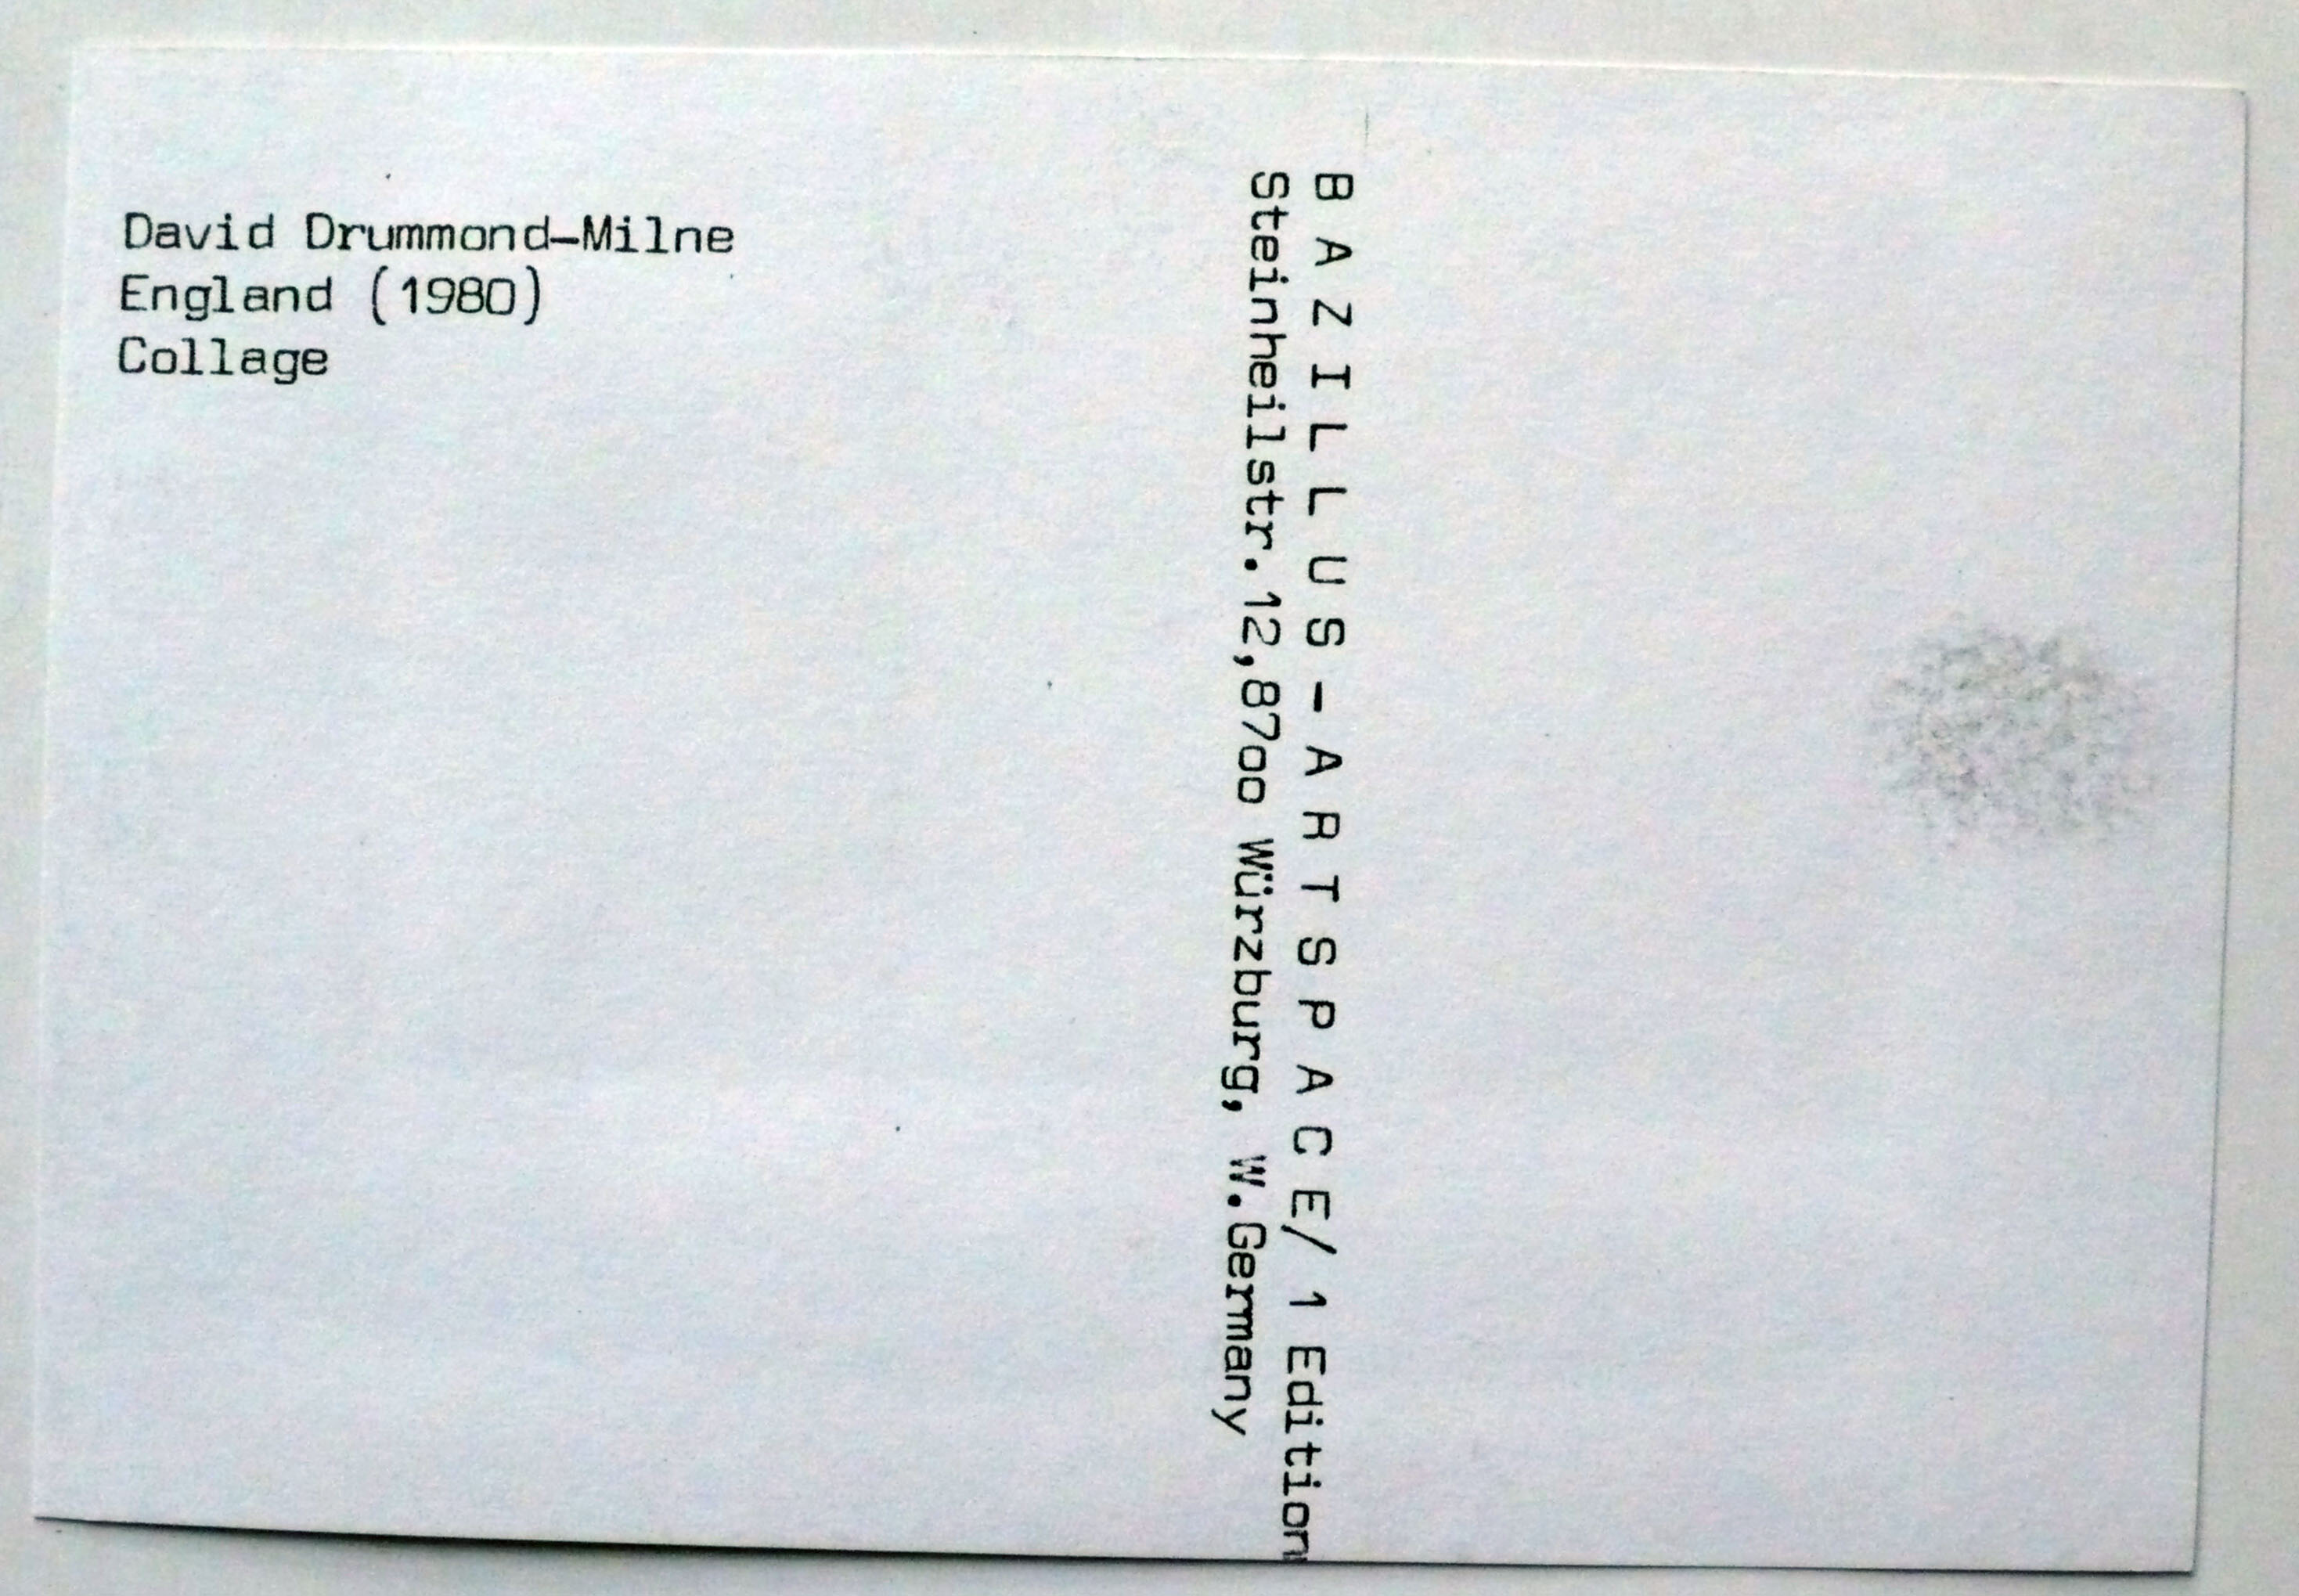 David Drummond-Milne
England (1980)
Collage
B A Z I L L U S - A R T S P A C E/ 1 Edition
Steinheilstr.12,87oo Würzburg, W.Germany